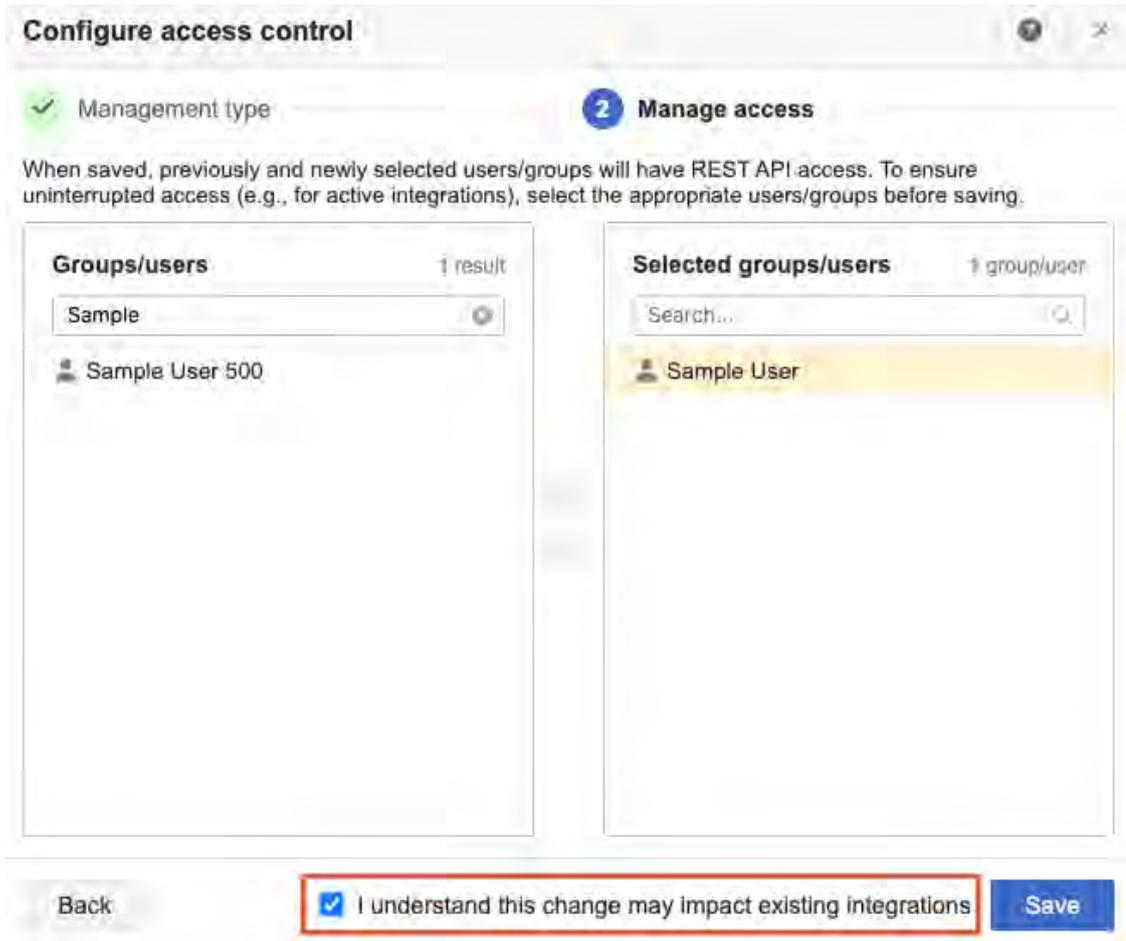 Configure access control
Management type
2 Manage access
When saved, previously and newly selected users/groups will have REST API access. To ensure
uninterrupted access (e.g., for active integrations), select the appropriate users/groups before saving.
Groups/users 1 result
Sample
Sample User 500
Selected groups/users 1 group/user
Search...
Sample User
Back
I understand this change may impact existing integrations
Save